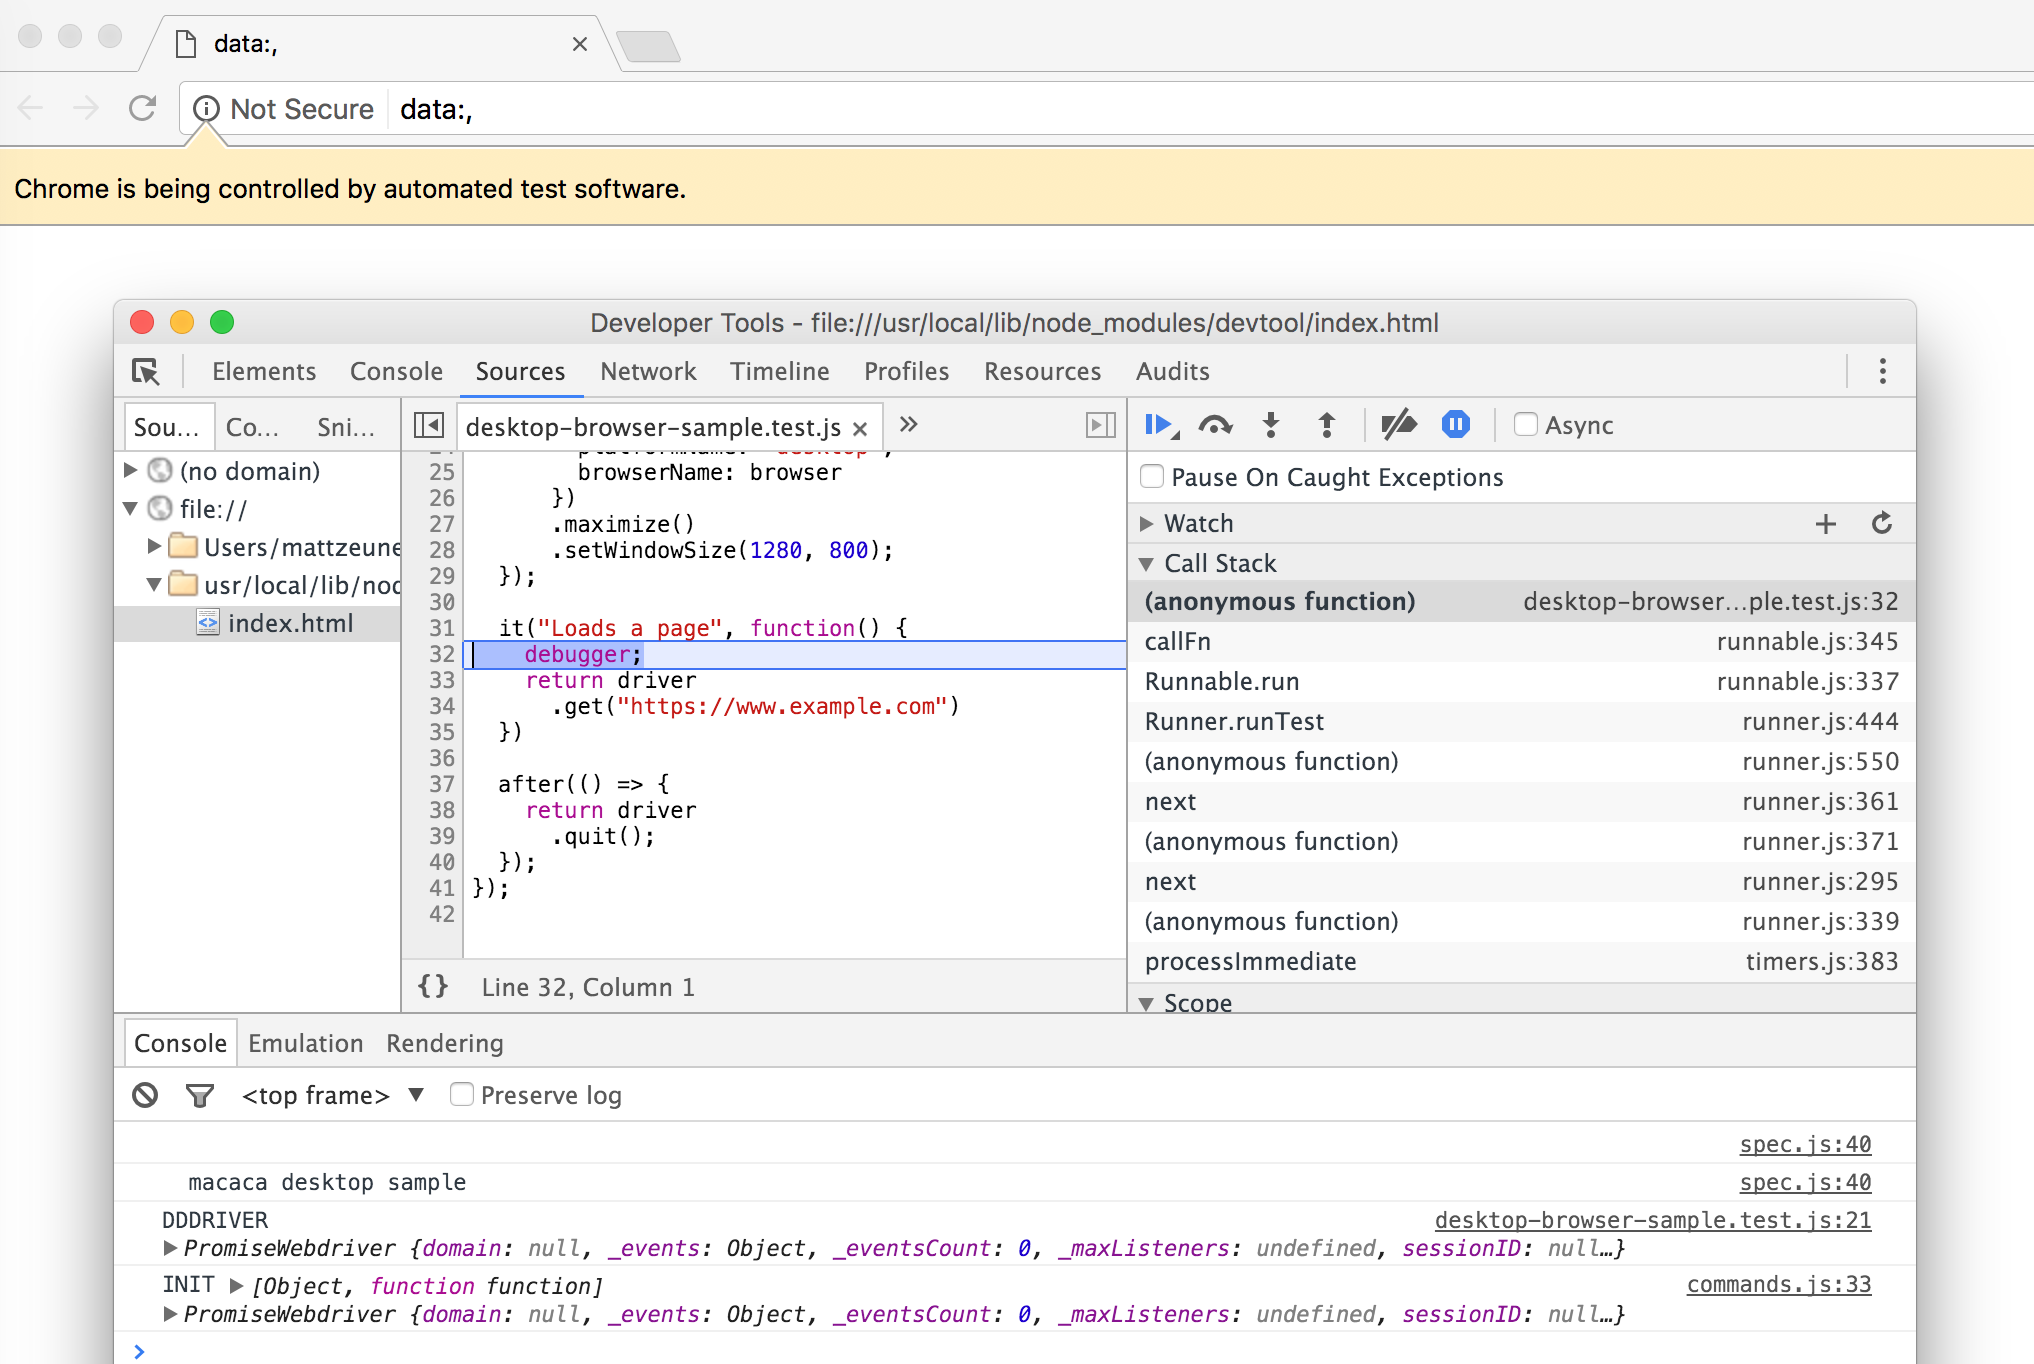 data:,
Not Secure data:,
Chrome is being controlled by automated test software.
Developer Tools - file:///usr/local/lib/node_modules/devtool/index.html
Elements Console Sources Network Timeline Profiles Resources Audits
Sou... Co... Sni...
(no domain)
file://
Users/mattzeune
usr/local/lib/noc
index.html
desktop-browser-sample.test.js × »
25 browserName: browser
26 })
27 .maximize()
28 .setWindowSize(1280, 800);
29 });
30
31 it("Loads a page", function() {
32 debugger;
33 return driver
34 .get("https://www.example.com")
35 })
36
37 after(() => {
38 return driver
39 .quit();
40 });
41 });
42
{} Line 32, Column 1
Async
Pause On Caught Exceptions
Watch
Call Stack
(anonymous function) desktop-browser...ple.test.js:32
callFn runnable.js:345
Runnable.run runnable.js:337
Runner.runTest runner.js:444
(anonymous function) runner.js:550
next runner.js:361
(anonymous function) runner.js:371
next runner.js:295
(anonymous function) runner.js:339
processImmediate timers.js:383
Scope
Console Emulation Rendering
<top frame> ▼ Preserve log
spec.js:40
macaca desktop sample spec.js:40
DDDRIVER desktop-browser-sample.test.js:21
PromiseWebdriver {domain: null, _events: Object, _eventsCount: 0, _maxListeners: undefined, sessionID: null…}
INIT ▶ [Object, function function] commands.js:33
PromiseWebdriver {domain: null, _events: Object, _eventsCount: 0, _maxListeners: undefined, sessionID: null…}
>